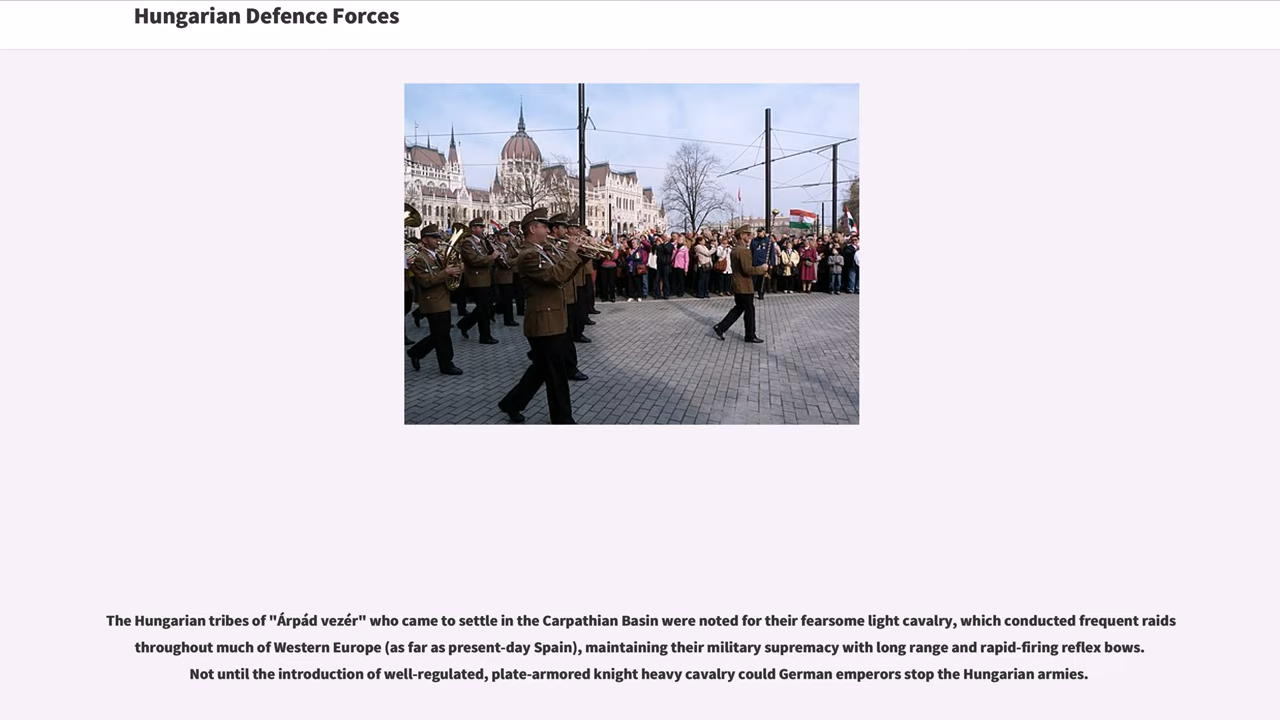 Hungarian Defence Forces
The Hungarian tribes of "Árpád vezér" who came to settle in the Carpathian Basin were noted for their fearsome light cavalry, which conducted frequent raids
throughout much of Western Europe (as far as present-day Spain), maintaining their military supremacy with long range and rapid-firing reflex bows.
Not until the introduction of well-regulated, plate-armored knight heavy cavalry could German emperors stop the Hungarian armies.